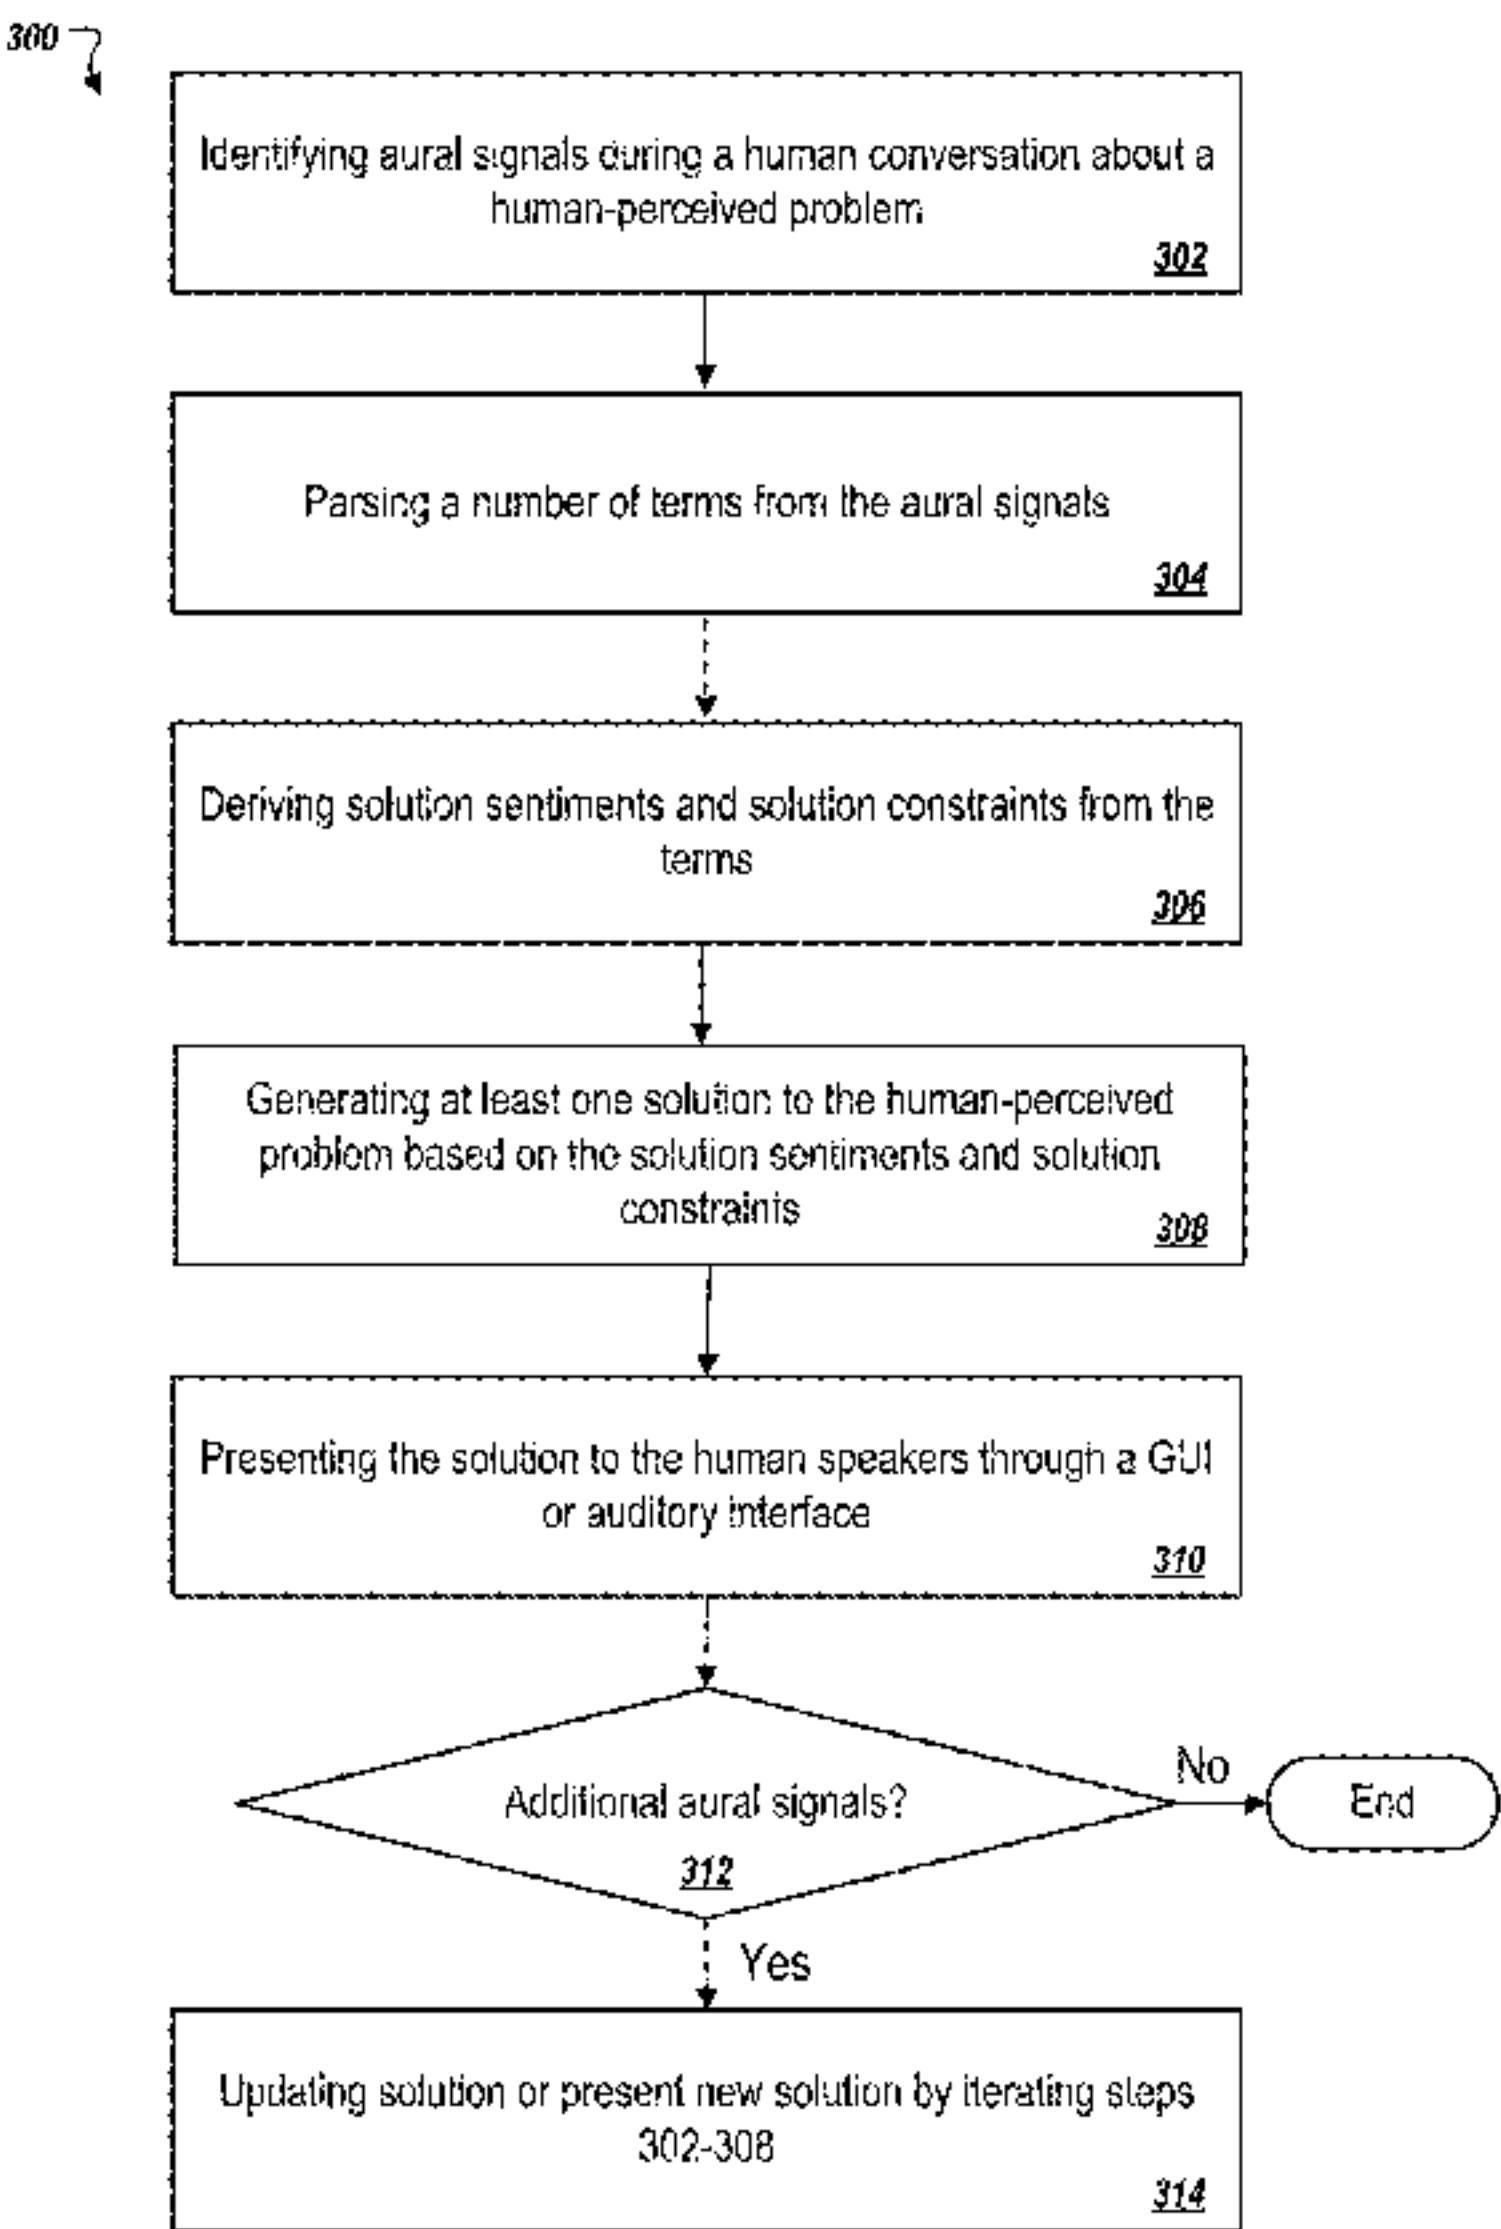 300
Identifying aural signals during a human conversation about a
human-perceived problem
302
Parsing a number of terms from the aural signals
304
Deriving solution sentiments and solution constraints from the
terms
306
Generating at least one solution to the human-perceived
problem based on the solution sentiments and solution
constraints
308
Presenting the solution to the human speakers through a GUI
or auditory interface
310
Additional aural signals?
312
No
End
Yes
Updating solution or present new solution by iterating steps
302-308
314